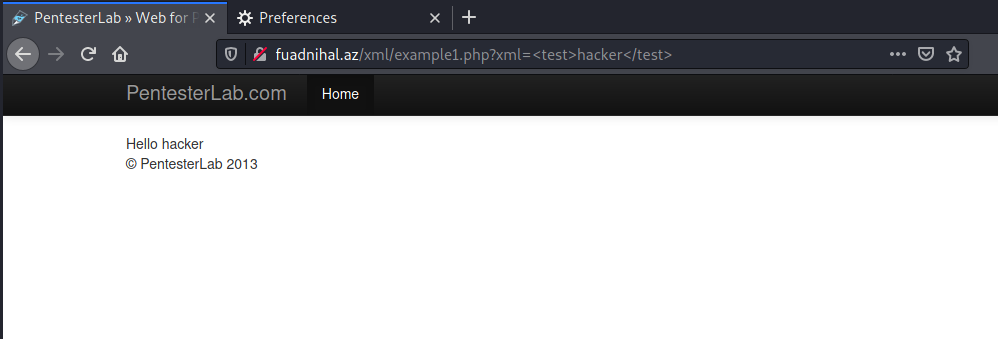 PentesterLab » Web for P
Preferences
fuadnihal.az/xml/example1.php?xml=<test>hacker</test>
PentesterLab.com
Home
Hello hacker
© PentesterLab 2013